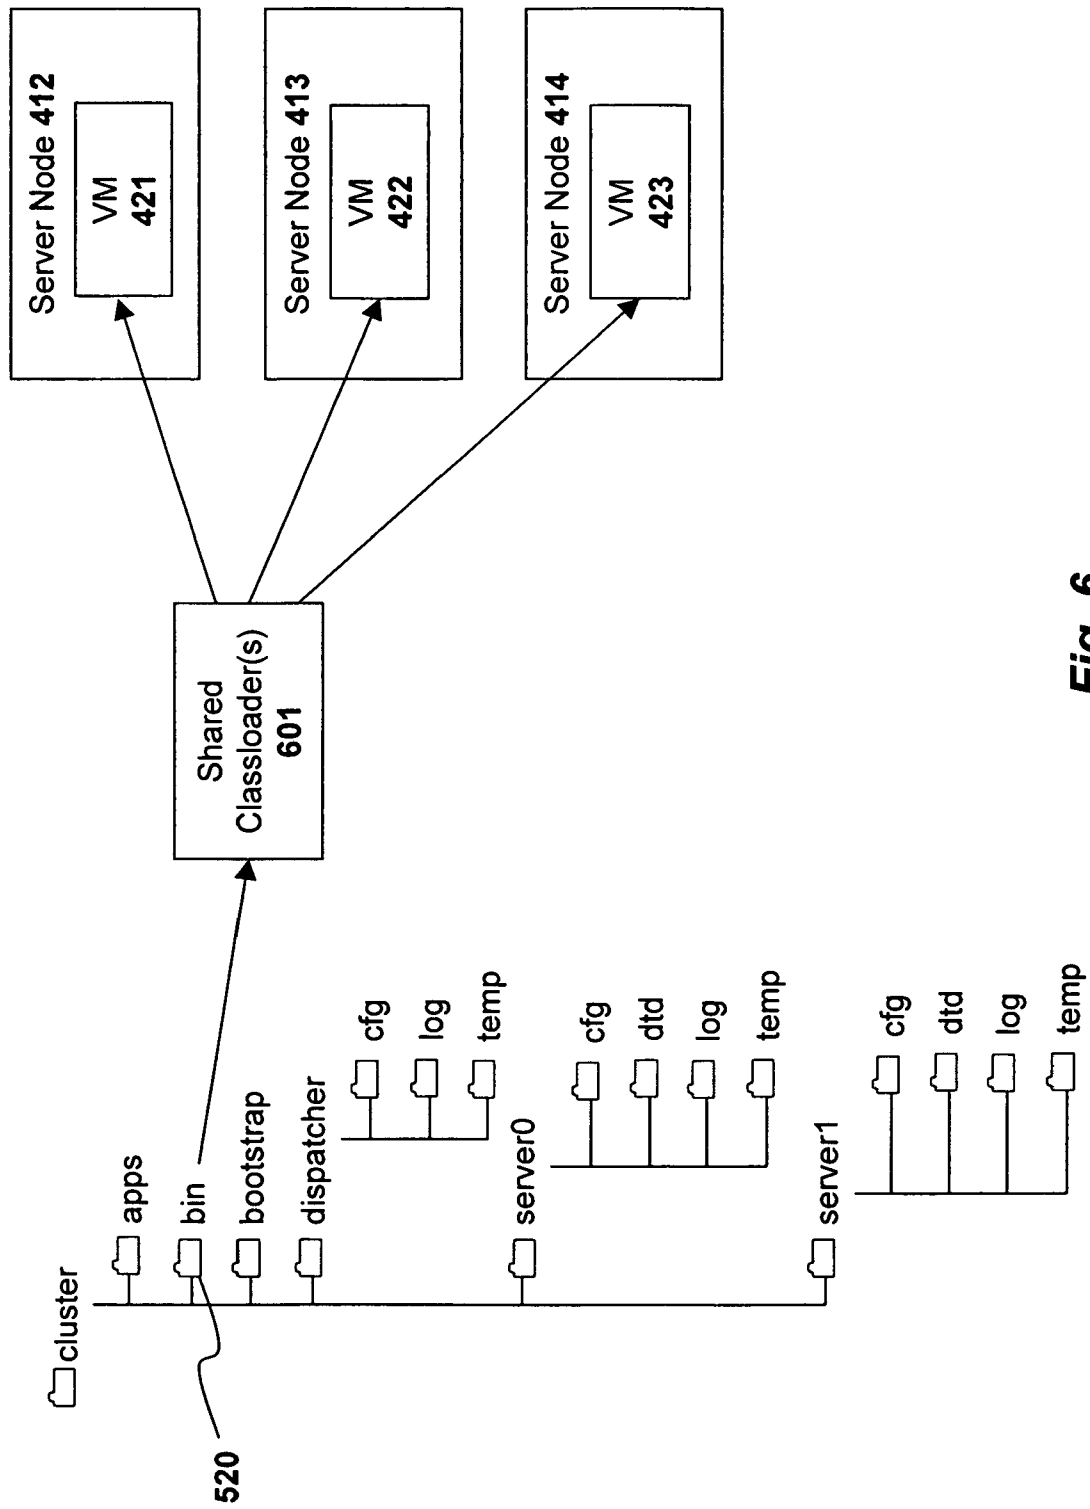 cluster
apps
bin
520
bootstrap
dispatcher
cfg
log
temp
server0
cfg
dtd
log
temp
server1
cfg
dtd
log
temp
Shared
Classloader(s)
601
Server Node 412
VM
421
Server Node 413
VM
422
Server Node 414
VM
423
Fig. 6